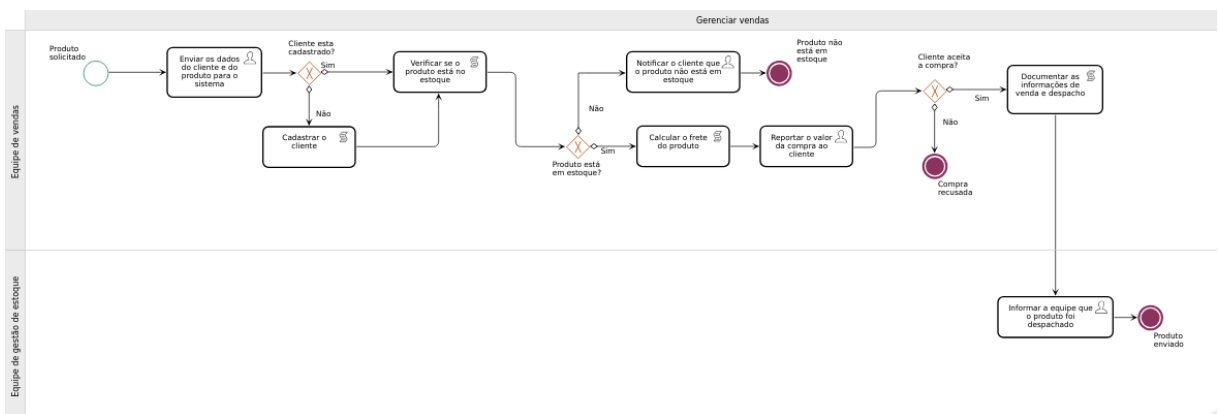 Gerenciar vendas
Equipe de vendas
Produto
solicitado
Enviar os dados
do cliente e do
produto para o
sistema
Cliente esta
cadastrado?
Sim
Não
Cadastrar o
cliente
Verificar se o
produto está no
estoque
Produto está
em estoque?
Não
Sim
Notificar o cliente que
o produto não está em
estoque
Produto não
está em
estoque
Calcular o frete
do produto
Reportar o valor
da compra ao
cliente
Cliente aceita
a compra?
Sim
Não
Compra
recusada
Documentar as
informações de
venda e despacho
Equipe de gestão de estoque
Informar a equipe que
o produto foi
despachado
Produto
enviado